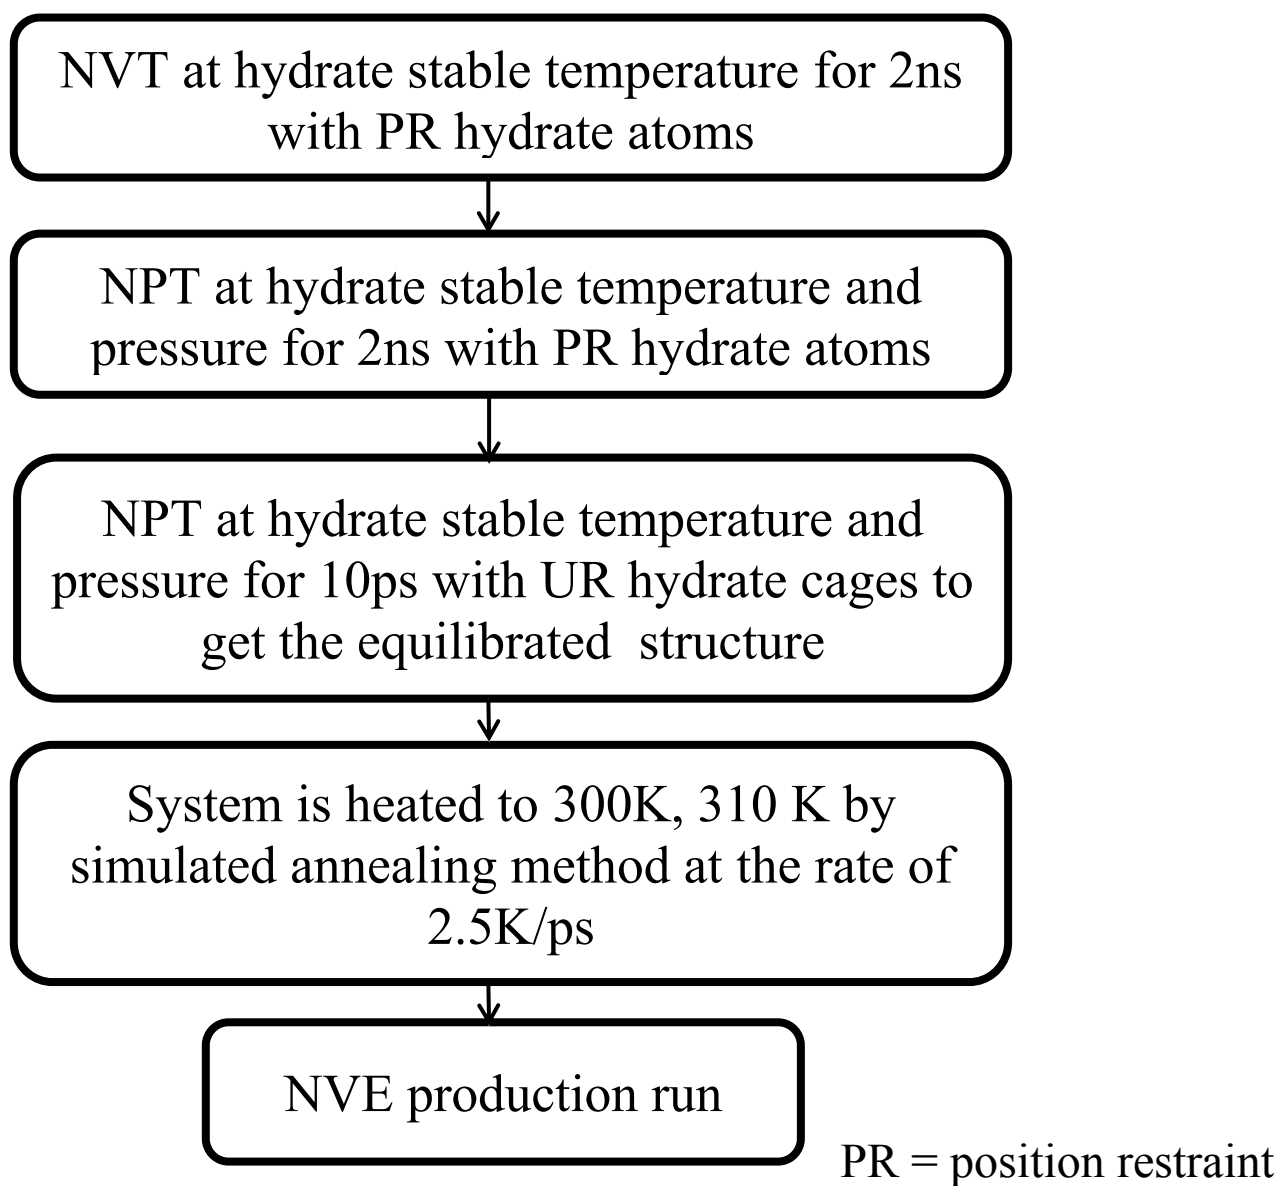 NVT at hydrate stable temperature for 2ns
with PR hydrate atoms
NPT at hydrate stable temperature and
pressure for 2ns with PR hydrate atoms
NPT at hydrate stable temperature and
pressure for 10ps with UR hydrate cages to
get the equilibrated structure
System is heated to 300K, 310 K by
simulated annealing method at the rate of
2.5K/ps
NVE production run
PR = position restraint